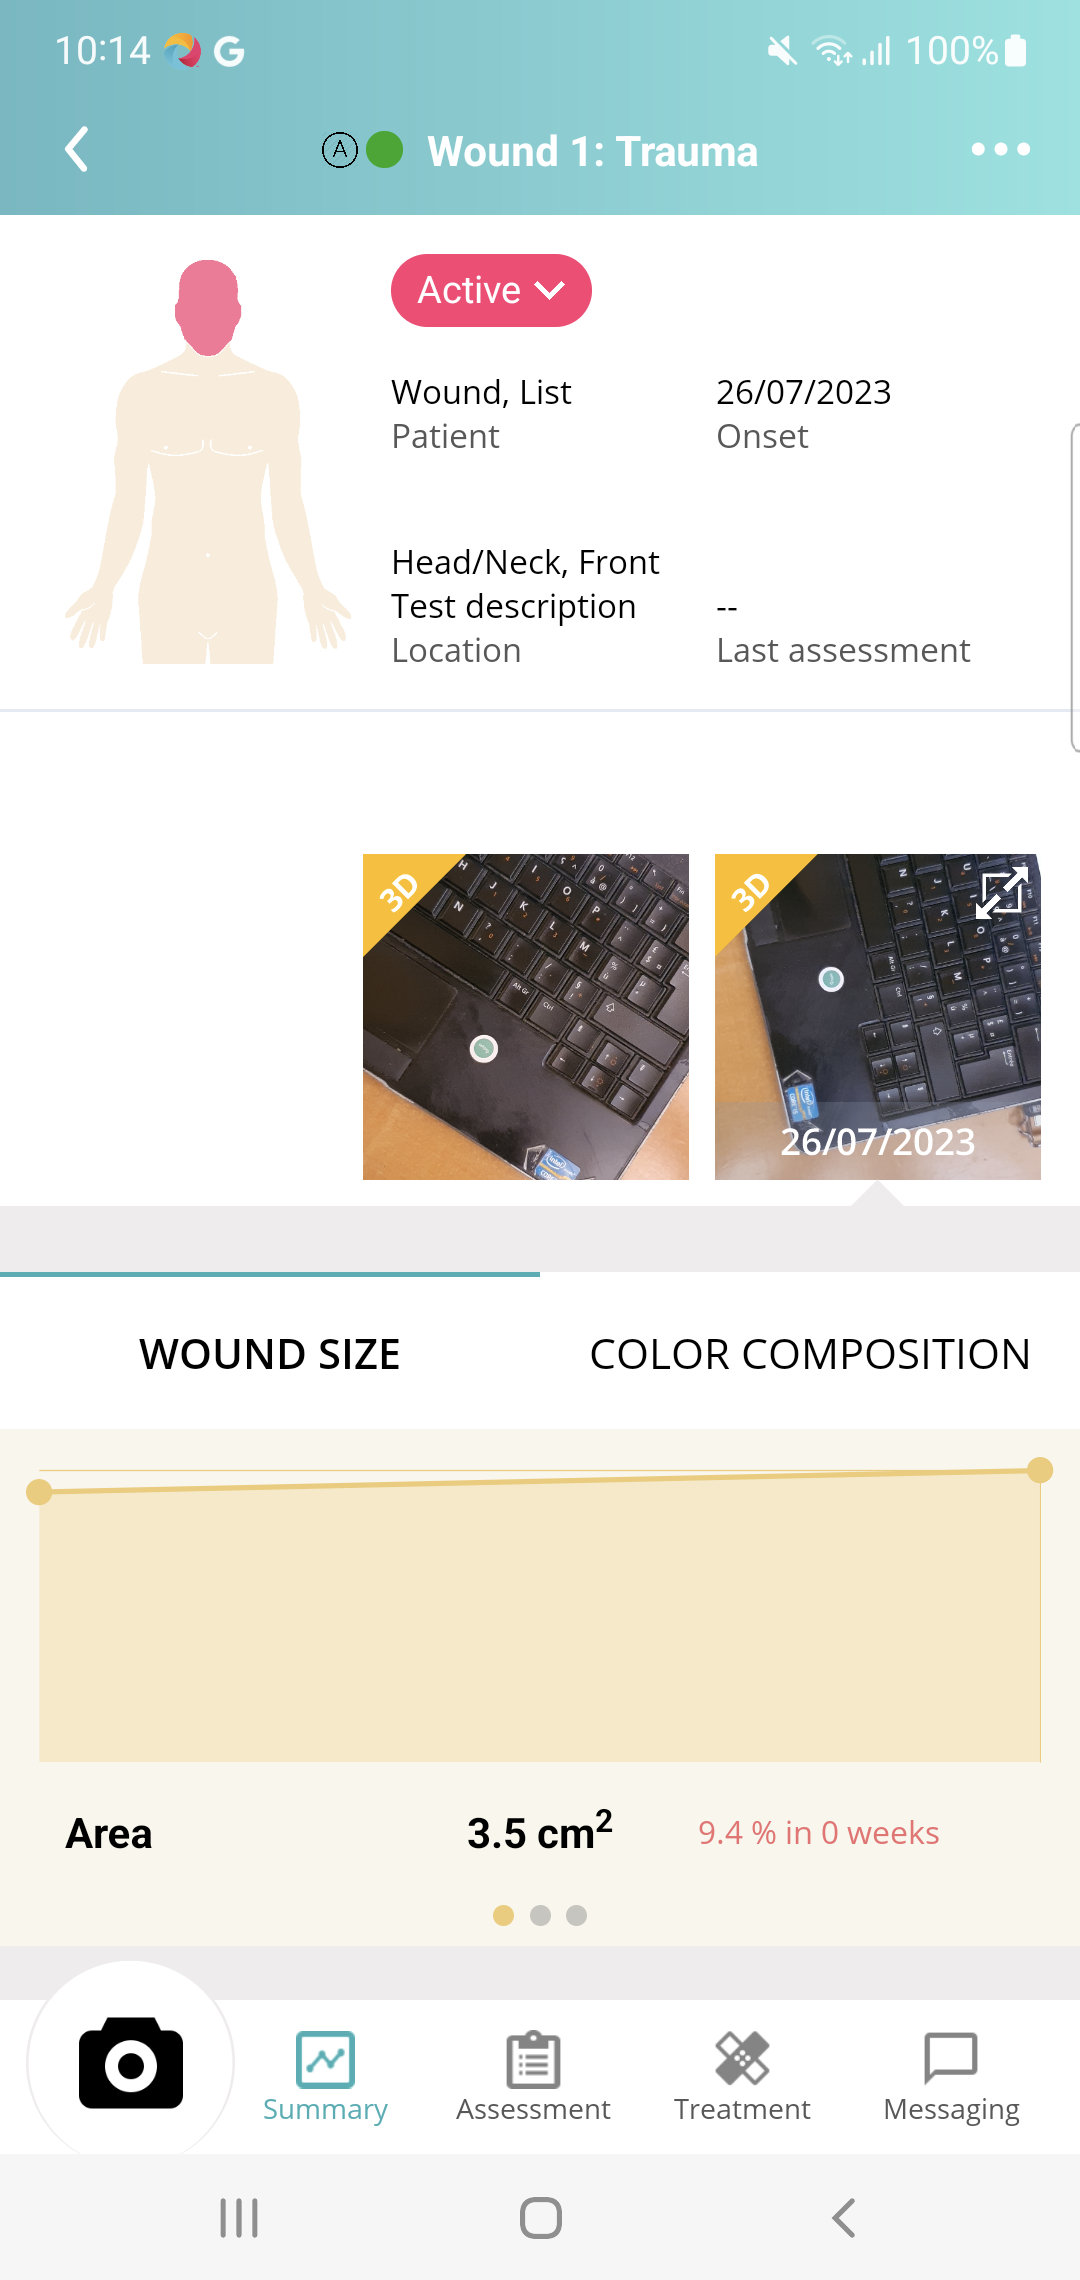 10:14 G 100%
A Wound 1: Trauma
Active
Wound, List
Patient
26/07/2023
Onset
Head/Neck, Front
Test description
Location
--
Last assessment
3D
3D
26/07/2023
WOUND SIZE
COLOR COMPOSITION
Area
3.5 cm²
9.4 % in 0 weeks
Summary
Assessment
Treatment
Messaging